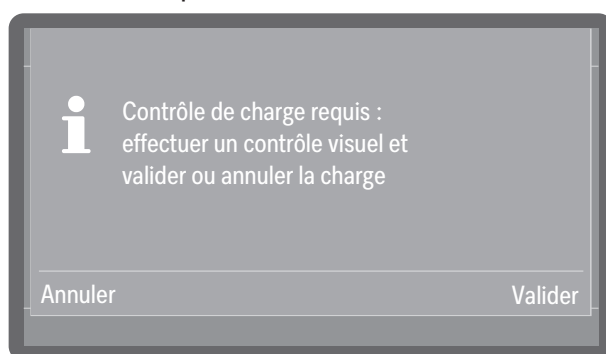 Contrôle de charge requis :
effectuer un contrôle visuel et
valider ou annuler la charge
Annuler
Valider